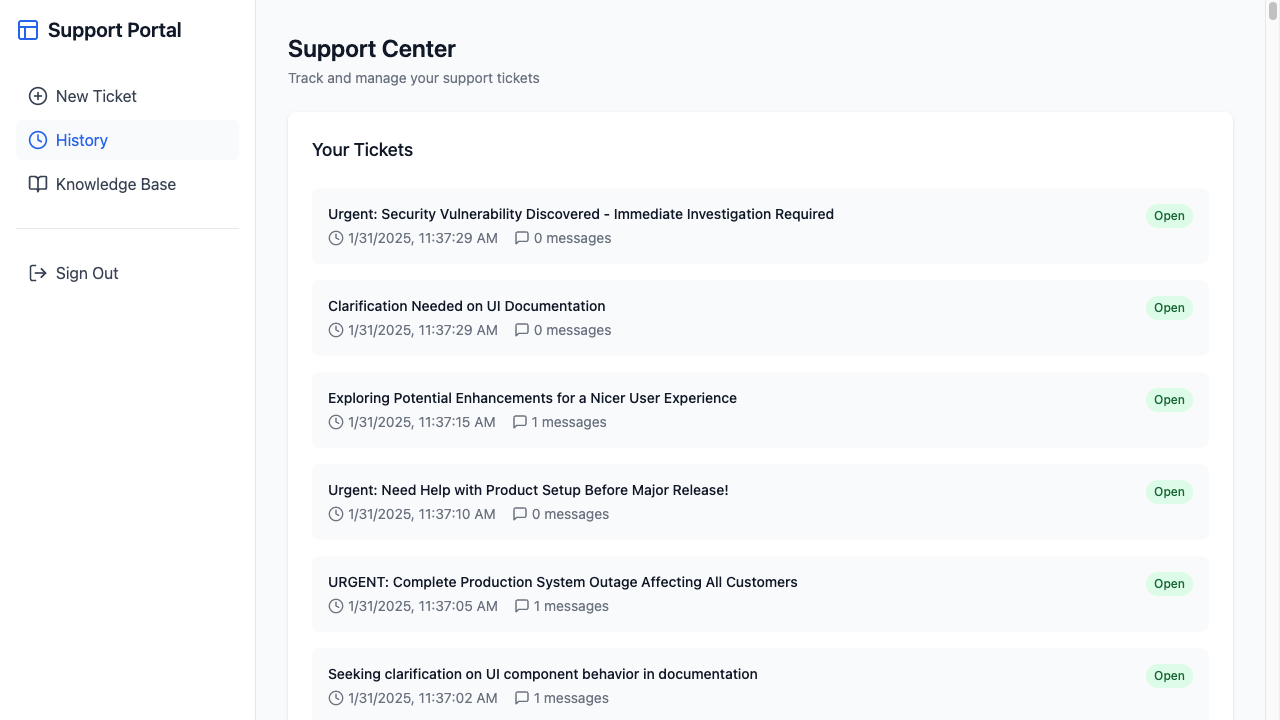 Support Portal
New Ticket
History
Knowledge Base
Sign Out
Support Center
Track and manage your support tickets
Your Tickets
Urgent: Security Vulnerability Discovered - Immediate Investigation Required
Open
1/31/2025, 11:37:29 AM 0 messages
Clarification Needed on UI Documentation
Open
1/31/2025, 11:37:29 AM 0 messages
Exploring Potential Enhancements for a Nicer User Experience
Open
1/31/2025, 11:37:15 AM 1 messages
Urgent: Need Help with Product Setup Before Major Release!
Open
1/31/2025, 11:37:10 AM 0 messages
URGENT: Complete Production System Outage Affecting All Customers
Open
1/31/2025, 11:37:05 AM 1 messages
Seeking clarification on UI component behavior in documentation
Open
1/31/2025, 11:37:02 AM 1 messages